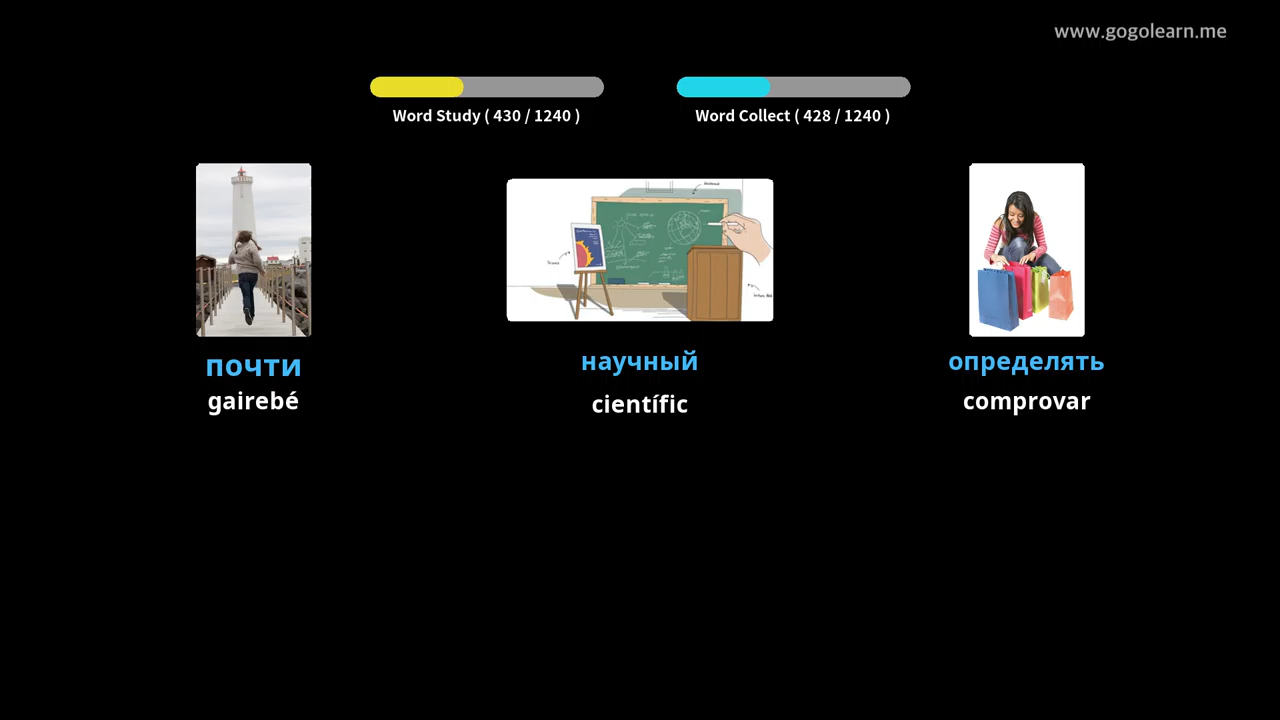 www.gogolearn.me
Word Study ( 430 / 1240 )
Word Collect ( 428 / 1240 )
почти
gairebé
научный
científic
определять
comprovar